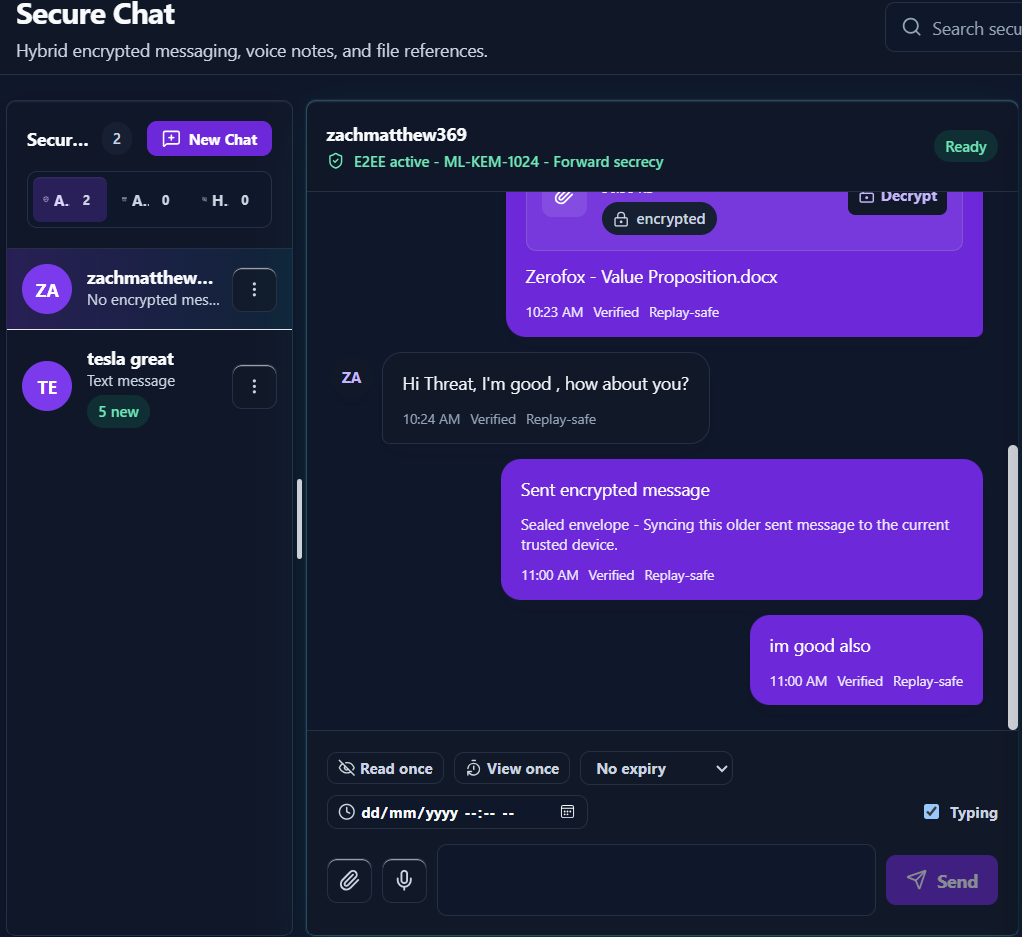 Secure Chat
Hybrid encrypted messaging, voice notes, and file references.
Search secu
Secur... 2 New Chat
A. 2 A.. 0 H. 0
ZA
zachmatthew...
No encrypted mes...
TE
tesla great
Text message
5 new
zachmatthew369
E2EE active - ML-KEM-1024 - Forward secrecy
Ready
encrypted
Decrypt
Zerofox - Value Proposition.docx
10:23 AM Verified Replay-safe
ZA
Hi Threat, I'm good , how about you?
10:24 AM Verified Replay-safe
Sent encrypted message
Sealed envelope - Syncing this older sent message to the current
trusted device.
11:00 AM Verified Replay-safe
im good also
11:00 AM Verified Replay-safe
Read once View once No expiry
dd/mm/yyyy --:-- --
Typing
Send